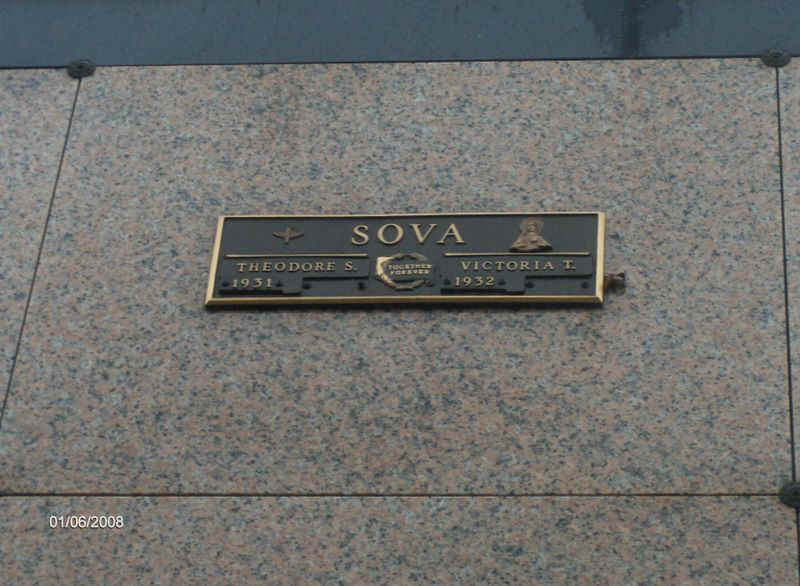 SOVA
THEODORE S.
1931
TOGETHER
FOREVER
VICTORIA T.
1932
01/06/2008